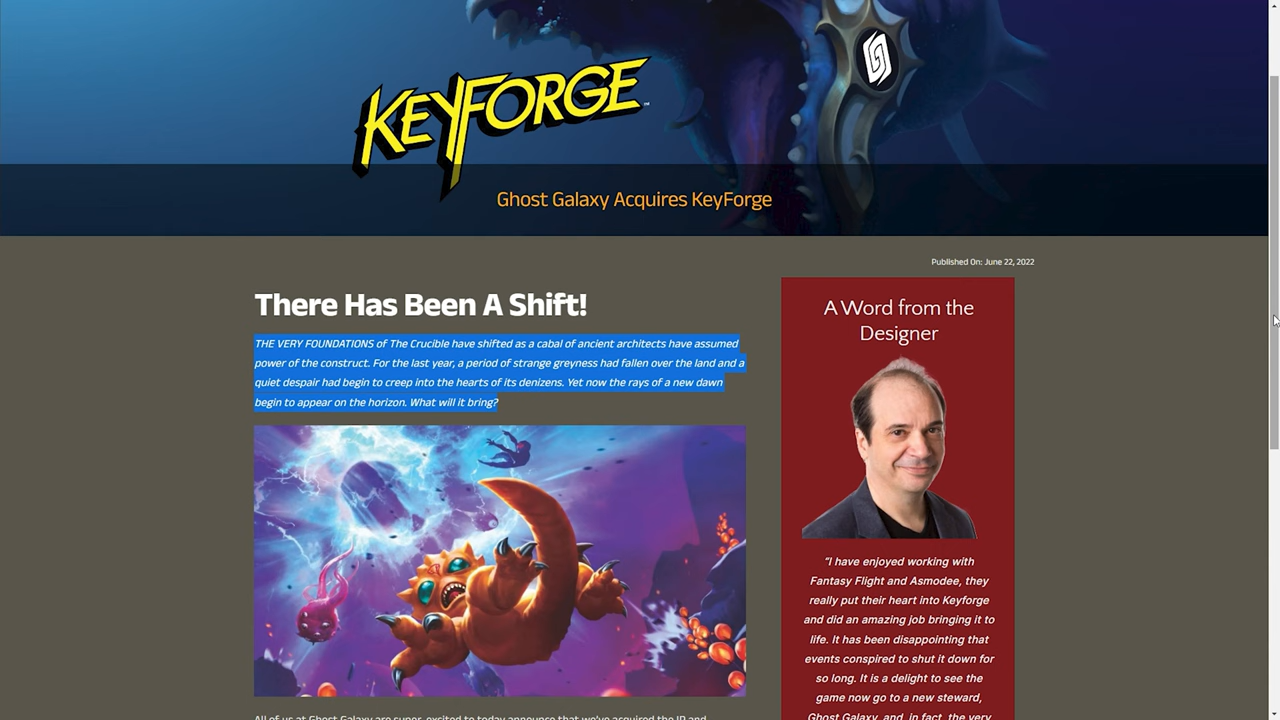 KEYFORGE
Ghost Galaxy Acquires KeyForge
Published On: June 22, 2022
There Has Been A Shift!
THE VERY FOUNDATIONS of The Crucible have shifted as a cabal of ancient architects have assumed
power of the construct. For the last year, a period of strange greyness had fallen over the land and a
quiet despair had begin to creep into the hearts of its denizens. Yet now the rays of a new dawn
begin to appear on the horizon. What will it bring?
All of us at Ghost Galaxy are super-excited to today announce that we've acquired the IP and
A Word from the
Designer
"I have enjoyed working with
Fantasy Flight and Asmodee, they
really put their heart into Keyforge
and did an amazing job bringing it to
life. It has been disappointing that
events conspired to shut it down for
so long. It is a delight to see the
game now go to a new steward,
Ghost Galaxy, and, in fact, the very